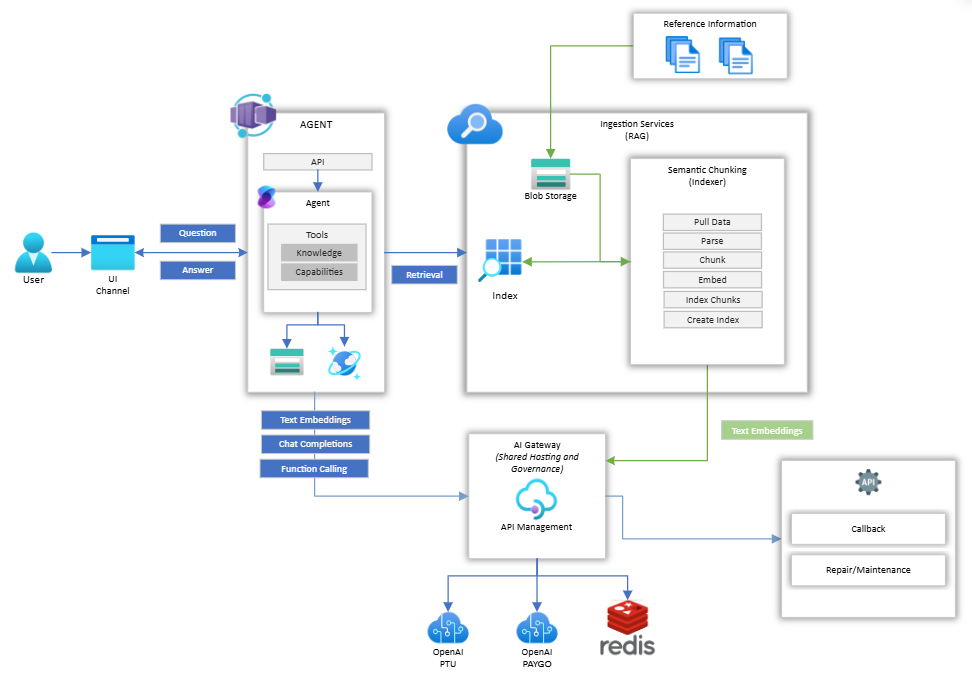 Reference Information
AGENT
API
Agent
Tools
Knowledge
Capabilities
User
UI
Channel
Question
Answer
Retrieval
Ingestion Services
(RAG)
Blob Storage
Index
Semantic Chunking
(Indexer)
Pull Data
Parse
Chunk
Embed
Index Chunks
Create Index
Text Embeddings
Chat Completions
Function Calling
Text Embeddings
AI Gateway
(Shared Hosting and
Governance)
API Management
API
Callback
Repair/Maintenance
OpenAI
PTU
OpenAI
PAYGO
redis